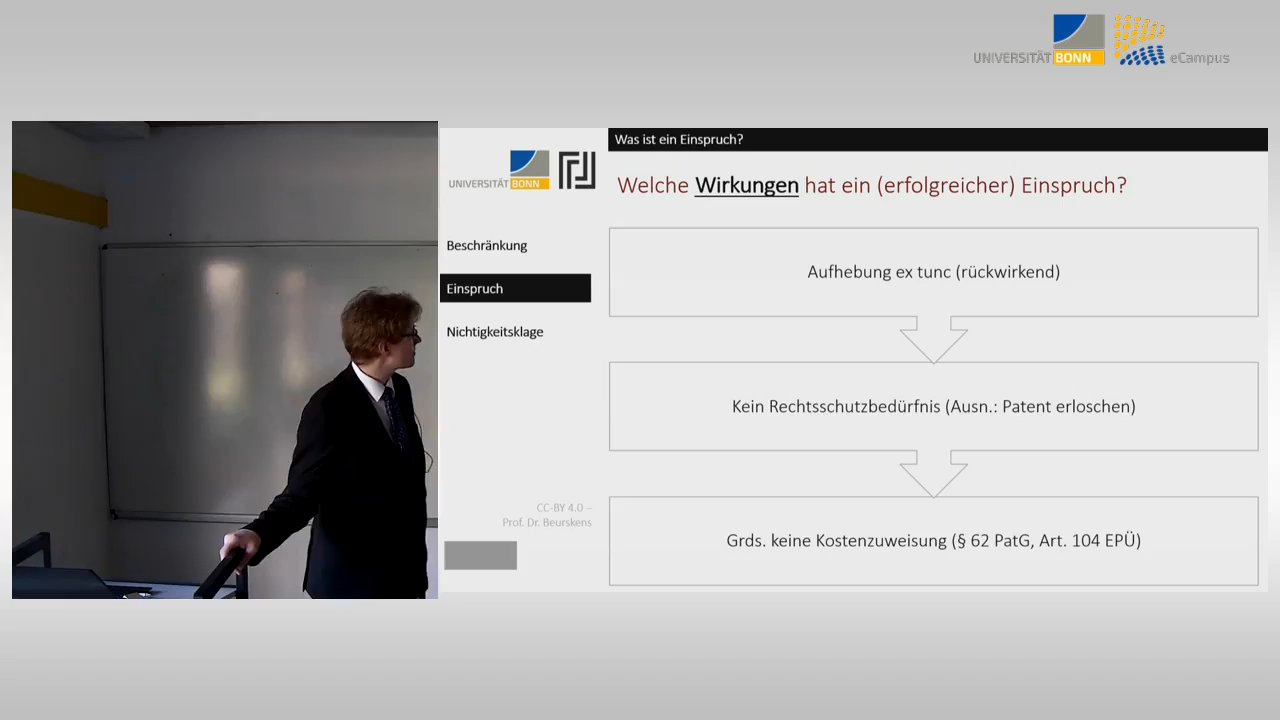 UNIVERSITÄT BONN eCampus
Was ist ein Einspruch?
UNIVERSITÄT BONN
Welche Wirkungen hat ein (erfolgreicher) Einspruch?
Beschränkung
Einspruch
Nichtigkeitsklage
Aufhebung ex tunc (rückwirkend)
Kein Rechtsschutzbedürfnis (Ausn.: Patent erloschen)
Grds. keine Kostenzuweisung (§ 62 PatG, Art. 104 EPÜ)
CC-BY 4.0 –
Prof. Dr. Beurskens